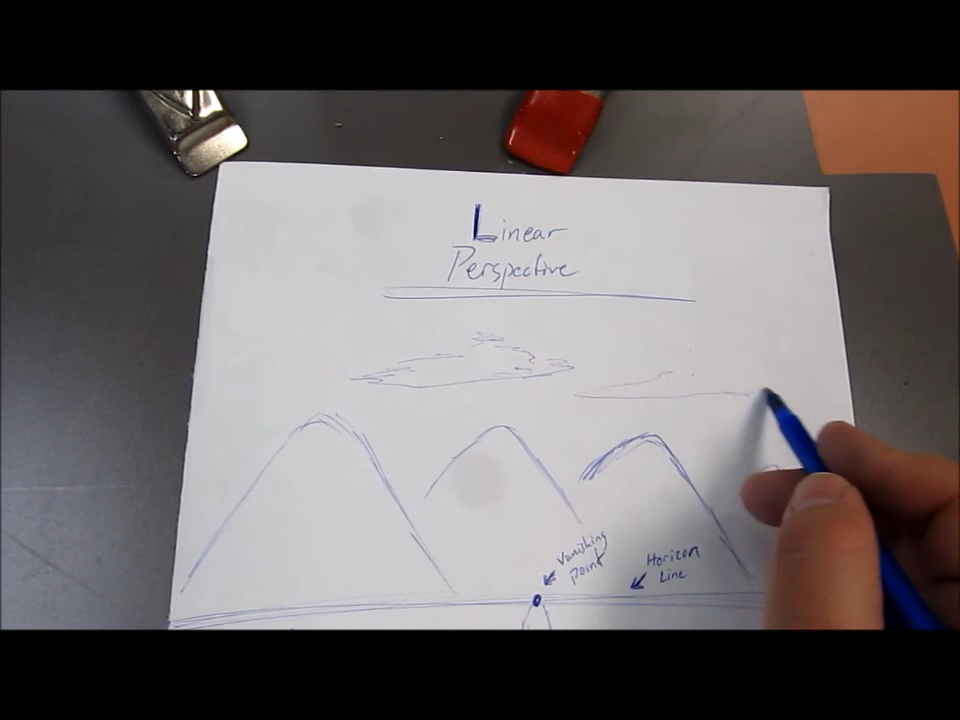 Linear
Perspective
Vanishing
point
Horizon
Line